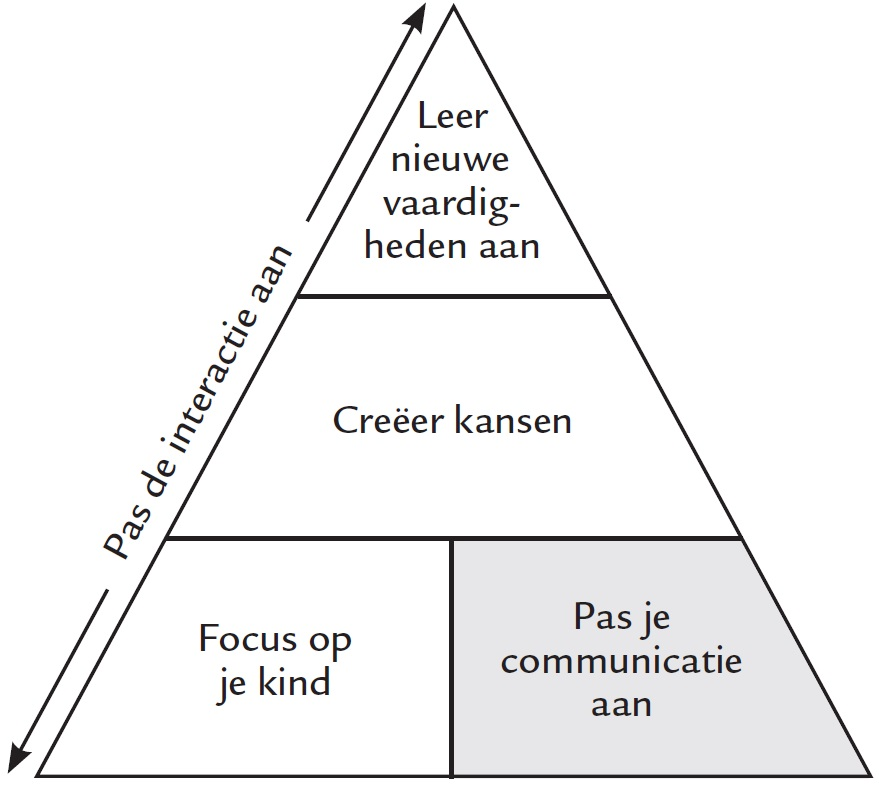 Leer
nieuwe
vaardig-
heden aan
Pas de interactie aan
Creëer kansen
Focus op
je kind
Pas je
communicatie
aan